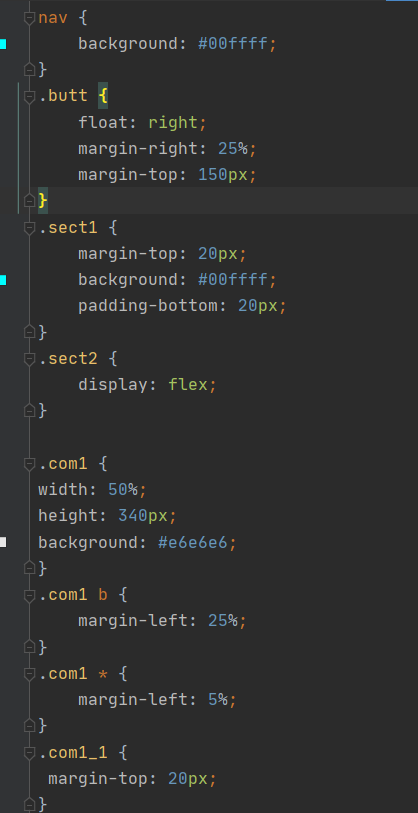 nav {
    background: #00ffff;
}
.butt {
    float: right;
    margin-right: 25%;
    margin-top: 150px;
}
.sect1 {
    margin-top: 20px;
    background: #00ffff;
    padding-bottom: 20px;
}
.sect2 {
    display: flex;
}

.com1 {
width: 50%;
height: 340px;
background: #e6e6e6;
}
.com1 b {
    margin-left: 25%;
}
.com1 * {
    margin-left: 5%;
}
.com1_1 {
 margin-top: 20px;
}